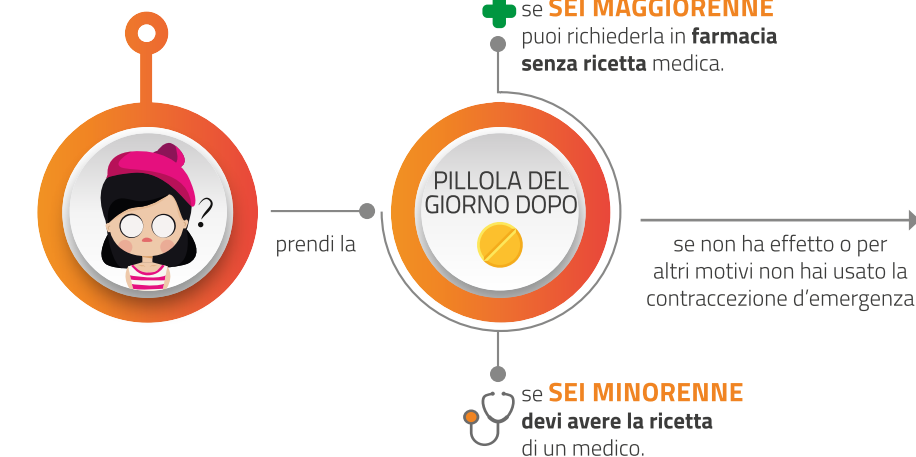 se SEI MAGGIORENNE
puoi richiederla in farmacia
senza ricetta medica.
?
PILLOLA DEL
GIORNO DOPO
prendi la
se non ha effetto o per
altri motivi non hai usato la
contraccezione d'emergenza
se SEI MINORENNE
devi avere la ricetta
di un medico.